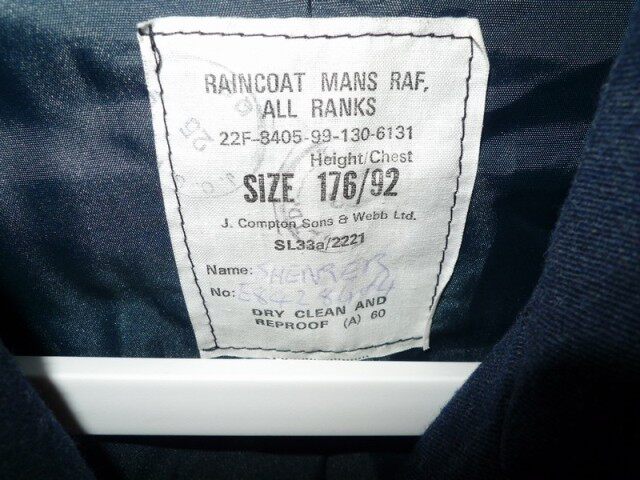 RAINCOAT MANS RAF,
ALL RANKS
22F-8405-99-130-6131
Height/Chest
SIZE 176/92
J. Compton Sons & Webb Ltd.
SL33a/2221
Name:
No:
DRY CLEAN AND
REPROOF (A) 60